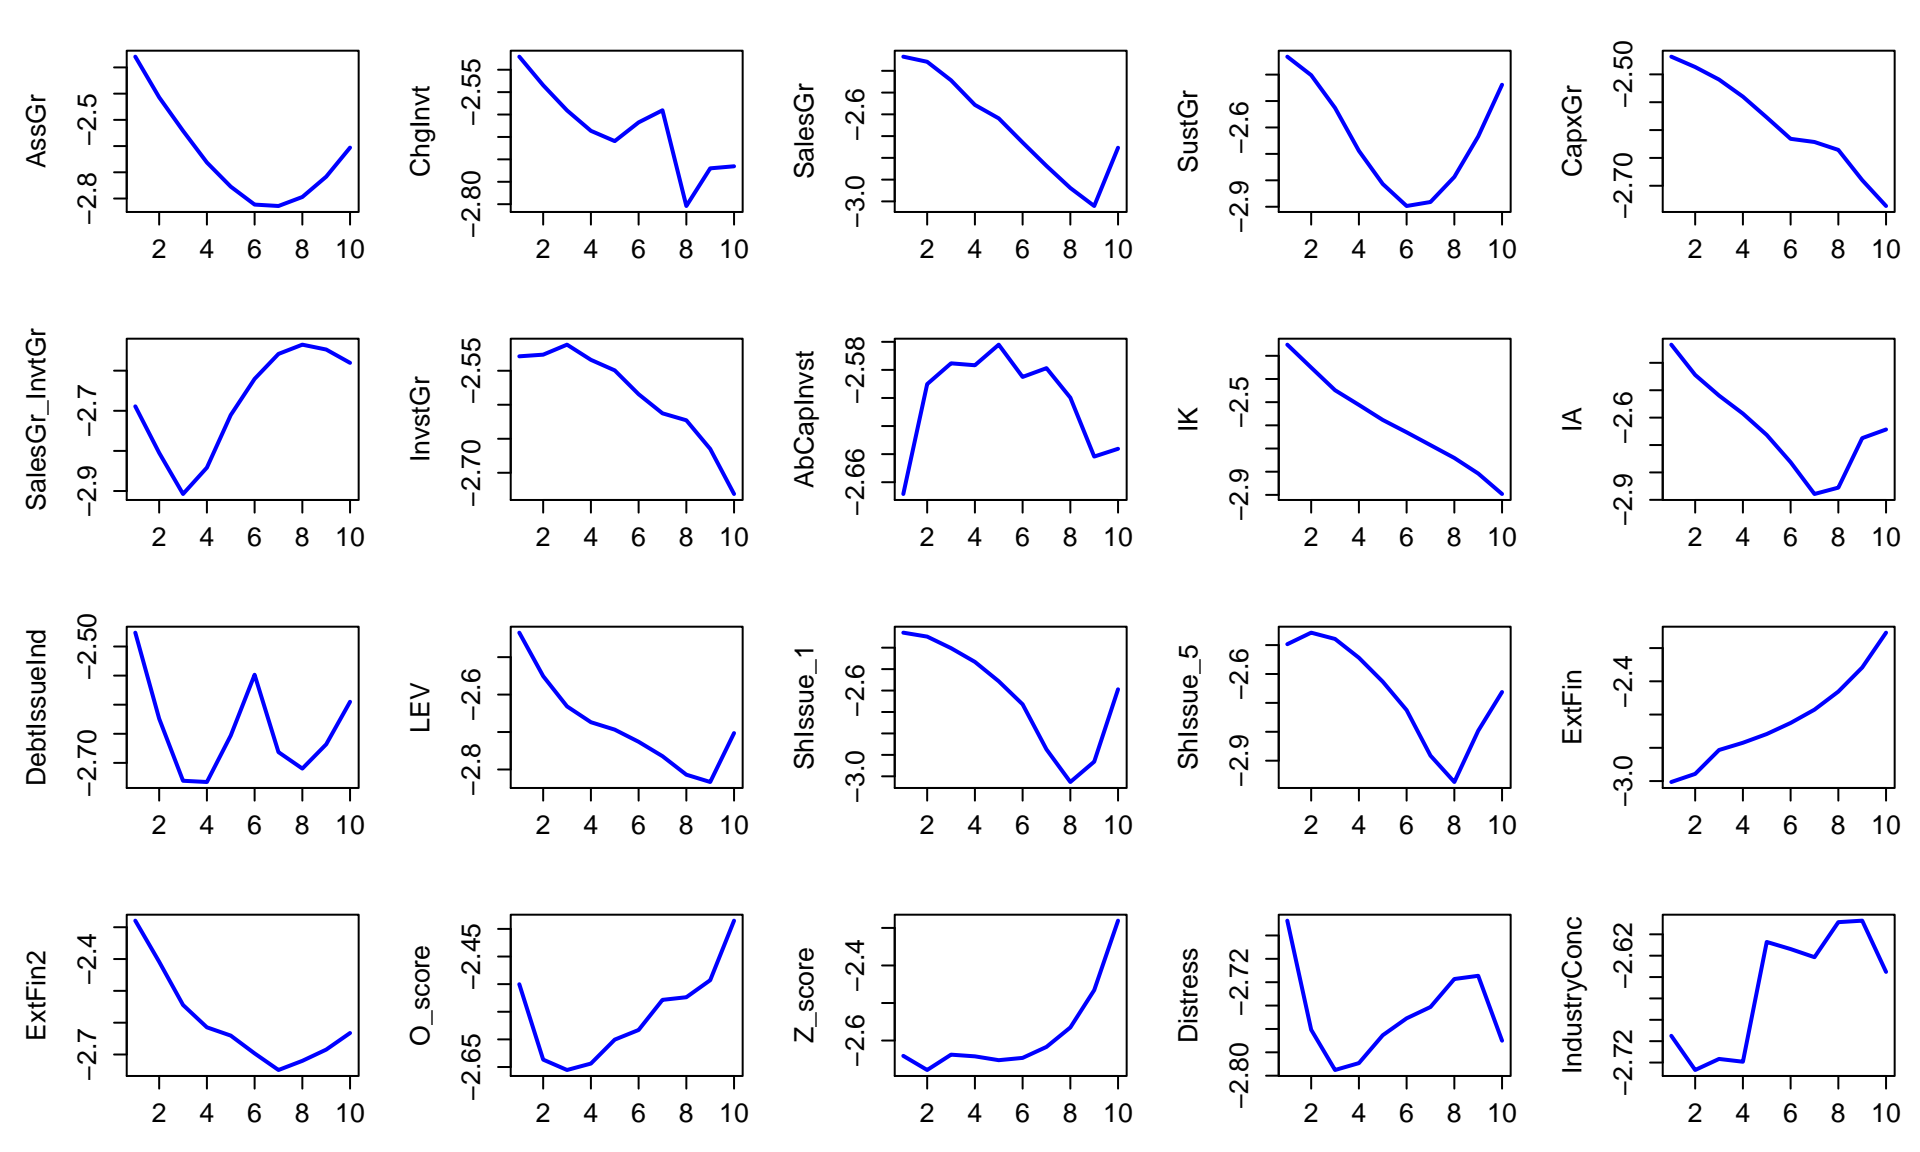 AssGr
−2.8 −2.5
2 4 6 8 10
ChgInvt
−2.80 −2.55
2 4 6 8 10
SalesGr
−3.0 −2.6
2 4 6 8 10
SustGr
−2.9 −2.6
2 4 6 8 10
CapxGr
−2.70 −2.50
2 4 6 8 10
SalesGr_InvtGr
−2.9 −2.7
2 4 6 8 10
InvstGr
−2.70 −2.55
2 4 6 8 10
AbCapInvst
−2.66 −2.58
2 4 6 8 10
IK
−2.9 −2.5
2 4 6 8 10
IA
−2.9 −2.6
2 4 6 8 10
DebtIssueInd
−2.70 −2.50
2 4 6 8 10
LEV
−2.8 −2.6
2 4 6 8 10
ShIssue_1
−3.0 −2.6
2 4 6 8 10
ShIssue_5
−2.9 −2.6
2 4 6 8 10
ExtFin
−3.0 −2.4
2 4 6 8 10
ExtFin2
−2.7 −2.4
2 4 6 8 10
O_score
−2.65 −2.45
2 4 6 8 10
Z_score
−2.6 −2.4
2 4 6 8 10
Distress
−2.80 −2.72
2 4 6 8 10
IndustryConc
−2.72 −2.62
2 4 6 8 10